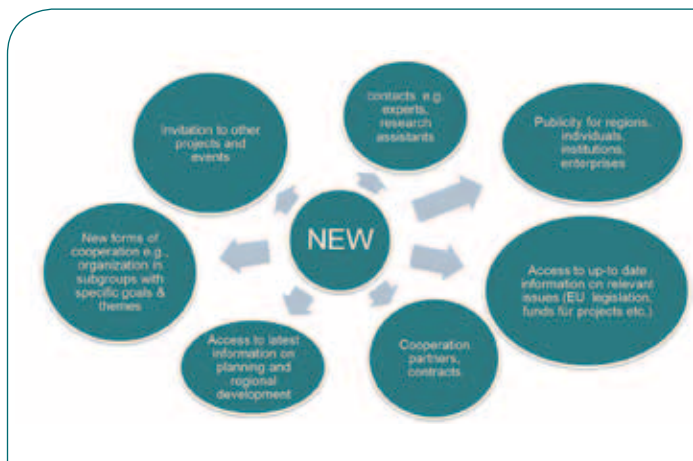 contacts e.g.
experts,
research
assistants
Publicity for regions,
individuals,
institutions,
enterprises
Invitation to other
projects and
events
NEW
New forms of
cooperation e.g.,
organization in
subgroups with
specific goals &
themes
Access to up-to date
information on relevant
issues (EU legislation,
funds für projects etc.)
Access to latest
information on
planning and
regional
development
Cooperation
partners,
contracts